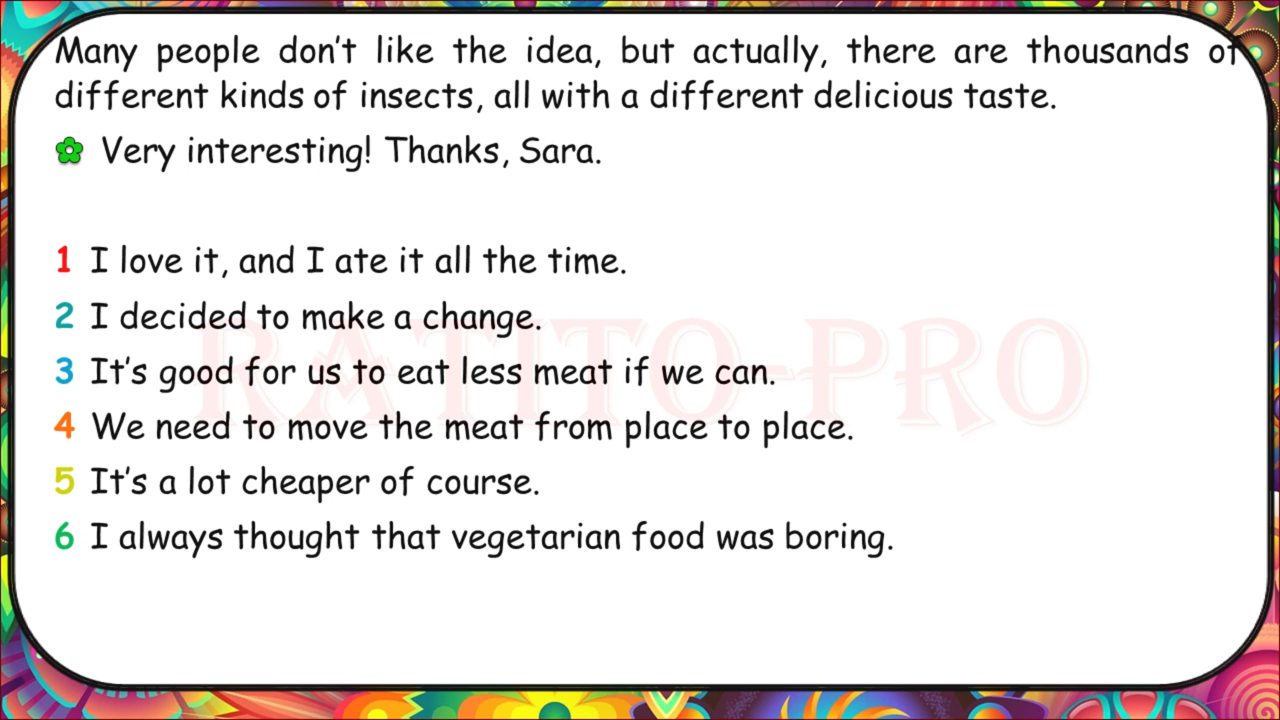 Many people don't like the idea, but actually, there are thousands of
different kinds of insects, all with a different delicious taste.
Very interesting! Thanks, Sara.
1 I love it, and I ate it all the time.
2 I decided to make a change.
3 It's good for us to eat less meat if we can.
RATITO-PRO
4 We need to move the meat from place to place.
5 It's a lot cheaper of course.
6 I always thought that vegetarian food was boring.